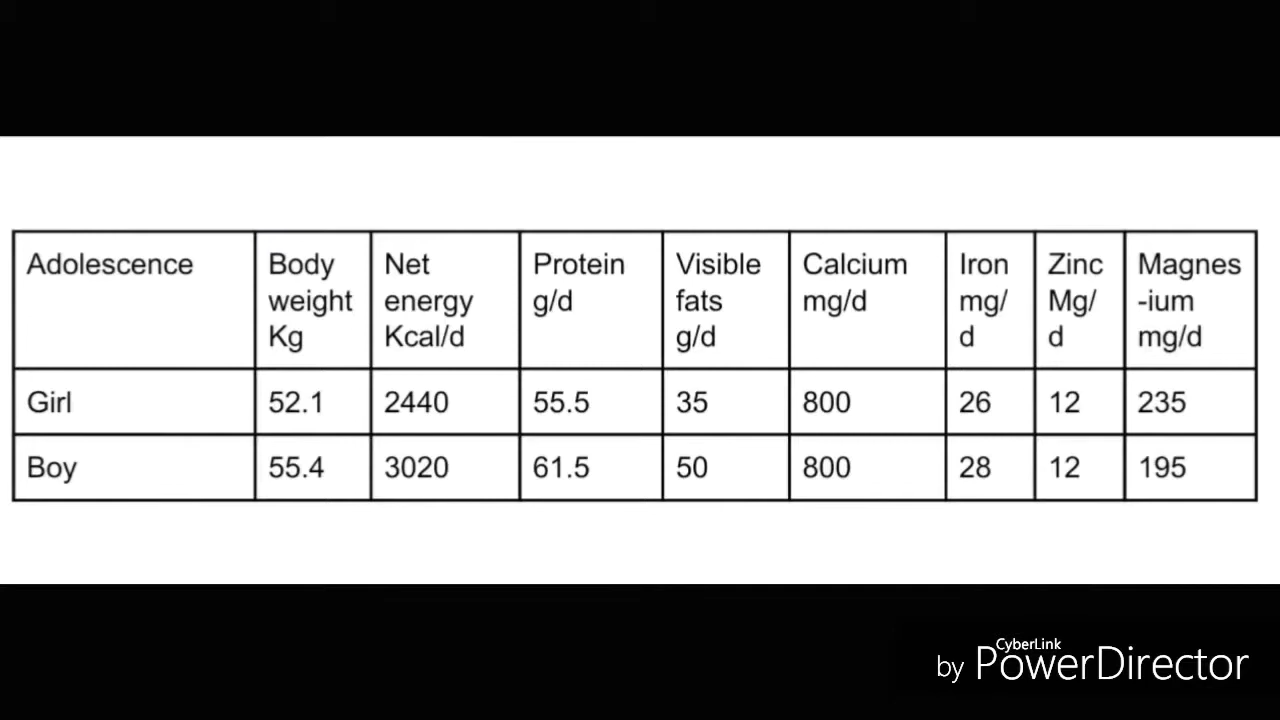 Adolescence Body weight Kg Net energy Kcal/d Protein g/d Visible fats g/d Calcium mg/d Iron mg/ d Zinc Mg/ d Magnes -ium mg/d
Girl 52.1 2440 55.5 35 800 26 12 235
Boy 55.4 3020 61.5 50 800 28 12 195
CyberLink
by PowerDirector